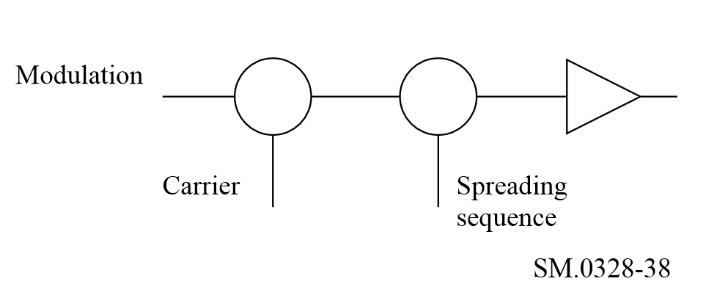 Modulation
Carrier
Spreading
sequence
SM.0328-38